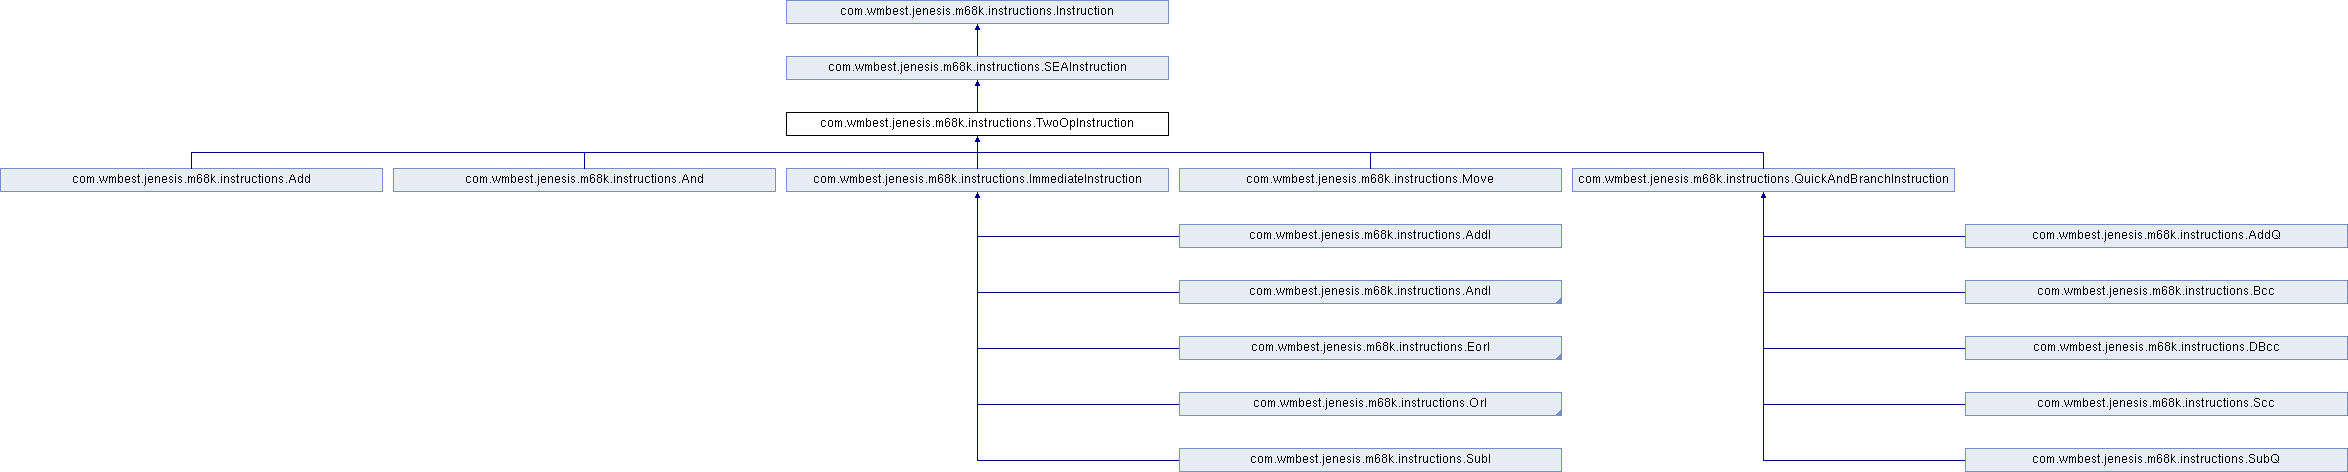 com.wmbest.jenesis.m68k.instructions.Instruction
com.wmbest.jenesis.m68k.instructions.SEAInstruction
com.wmbest.jenesis.m68k.instructions.TwoOpInstruction
com.wmbest.jenesis.m68k.instructions.Add
com.wmbest.jenesis.m68k.instructions.And
com.wmbest.jenesis.m68k.instructions.ImmediateInstruction
com.wmbest.jenesis.m68k.instructions.Move
com.wmbest.jenesis.m68k.instructions.QuickAndBranchInstruction
com.wmbest.jenesis.m68k.instructions.AddI
com.wmbest.jenesis.m68k.instructions.AddQ
com.wmbest.jenesis.m68k.instructions.AndI
com.wmbest.jenesis.m68k.instructions.Bcc
com.wmbest.jenesis.m68k.instructions.EorI
com.wmbest.jenesis.m68k.instructions.DBcc
com.wmbest.jenesis.m68k.instructions.OrI
com.wmbest.jenesis.m68k.instructions.Scc
com.wmbest.jenesis.m68k.instructions.SubI
com.wmbest.jenesis.m68k.instructions.SubQ